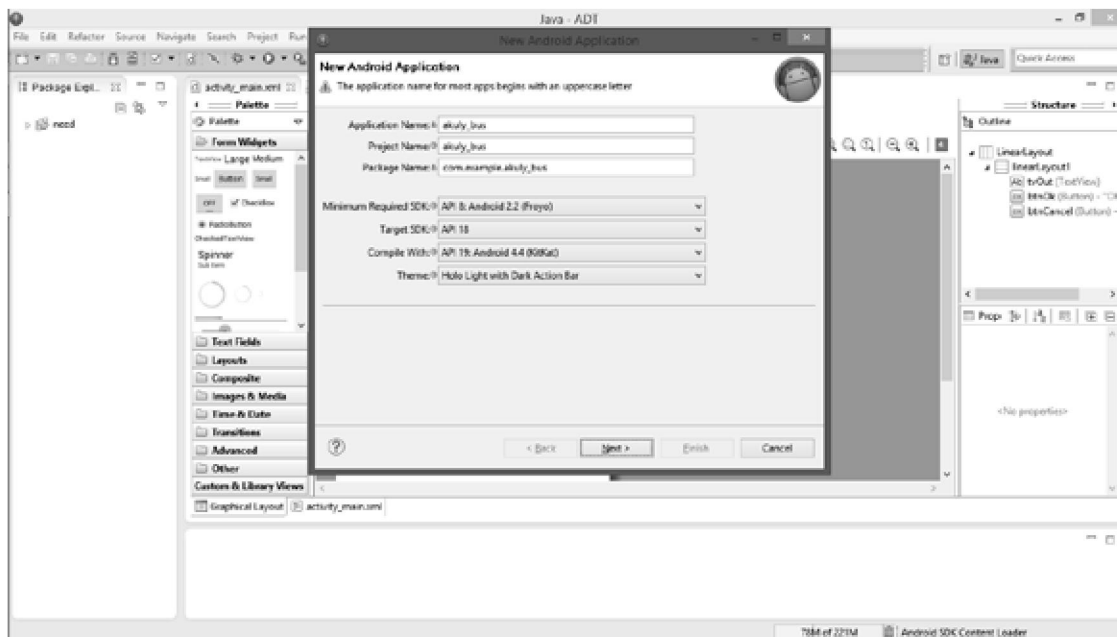 Java - ADT
File Edit Refactor Source Navigate Search Project Run
Java
Quick Access
Package Expl...
need
activity_main.xml
Palette
Palette
Form Widgets
Large Medium
Small Button Small
OFF CheckBox
RadioButton
CheckedTextView
Spinner
Sub Item
Text Fields
Layouts
Composite
Images & Media
Time & Date
Transitions
Advanced
Other
Custom & Library Views
Graphical Layout activity_main.xml
New Android Application
New Android Application
The application name for most apps begins with an uppercase letter
Application Name: akuly_bus
Project Name: akuly_bus
Package Name: com.example.akuly_bus
Minimum Required SDK: API 8: Android 2.2 (Froyo)
Target SDK: API 18
Compile With: API 19: Android 4.4 (KitKat)
Theme: Holo Light with Dark Action Bar
< Back Next > Finish Cancel
Structure
Outline
LinearLayout
linearLayout1
tvOut (TextView)
btnOk (Button) - "OK
btnCancel (Button) -
<No properties>
78M of 221M
Android SDK Content Loader